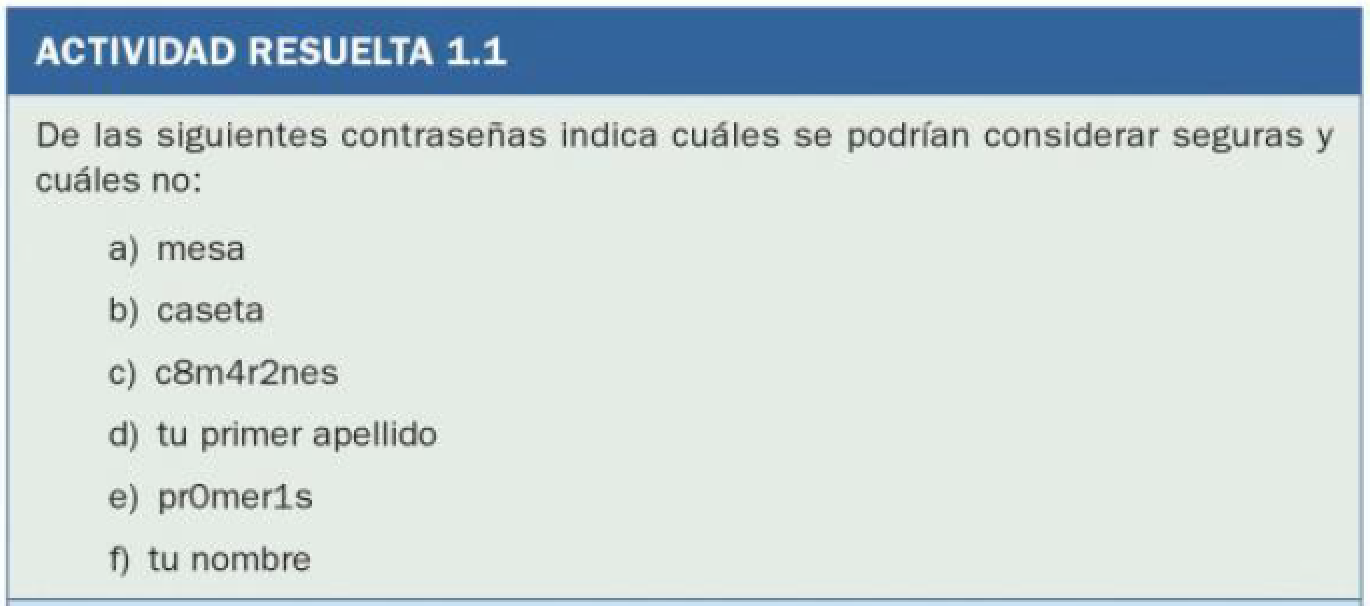 ACTIVIDAD RESUELTA 1.1
De las siguientes contraseñas indica cuáles se podrían considerar seguras y
cuáles no:
a) mesa
b) caseta
c) c8m4r2nes
d) tu primer apellido
e) pr0mer1s
f) tu nombre